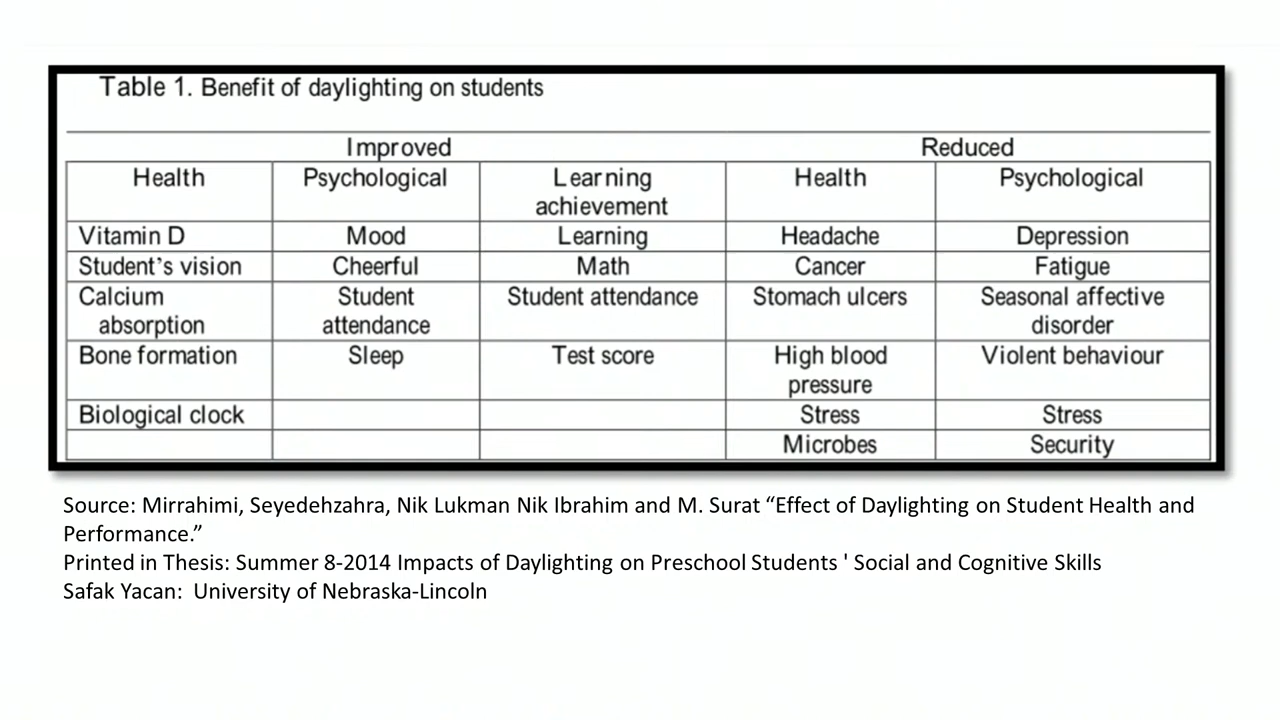 Table 1. Benefit of daylighting on students
Improved Reduced
Health Psychological Learning achievement Health Psychological
Vitamin D Mood Learning Headache Depression
Student’s vision Cheerful Math Cancer Fatigue
Calcium absorption Student attendance Student attendance Stomach ulcers Seasonal affective disorder
Bone formation Sleep Test score High blood pressure Violent behaviour
Biological clock Stress Stress
Microbes Security
Source: Mirrahimi, Seyedehzahra, Nik Lukman Nik Ibrahim and M. Surat “Effect of Daylighting on Student Health and
Performance.”
Printed in Thesis: Summer 8-2014 Impacts of Daylighting on Preschool Students ' Social and Cognitive Skills
Safak Yacan: University of Nebraska-Lincoln